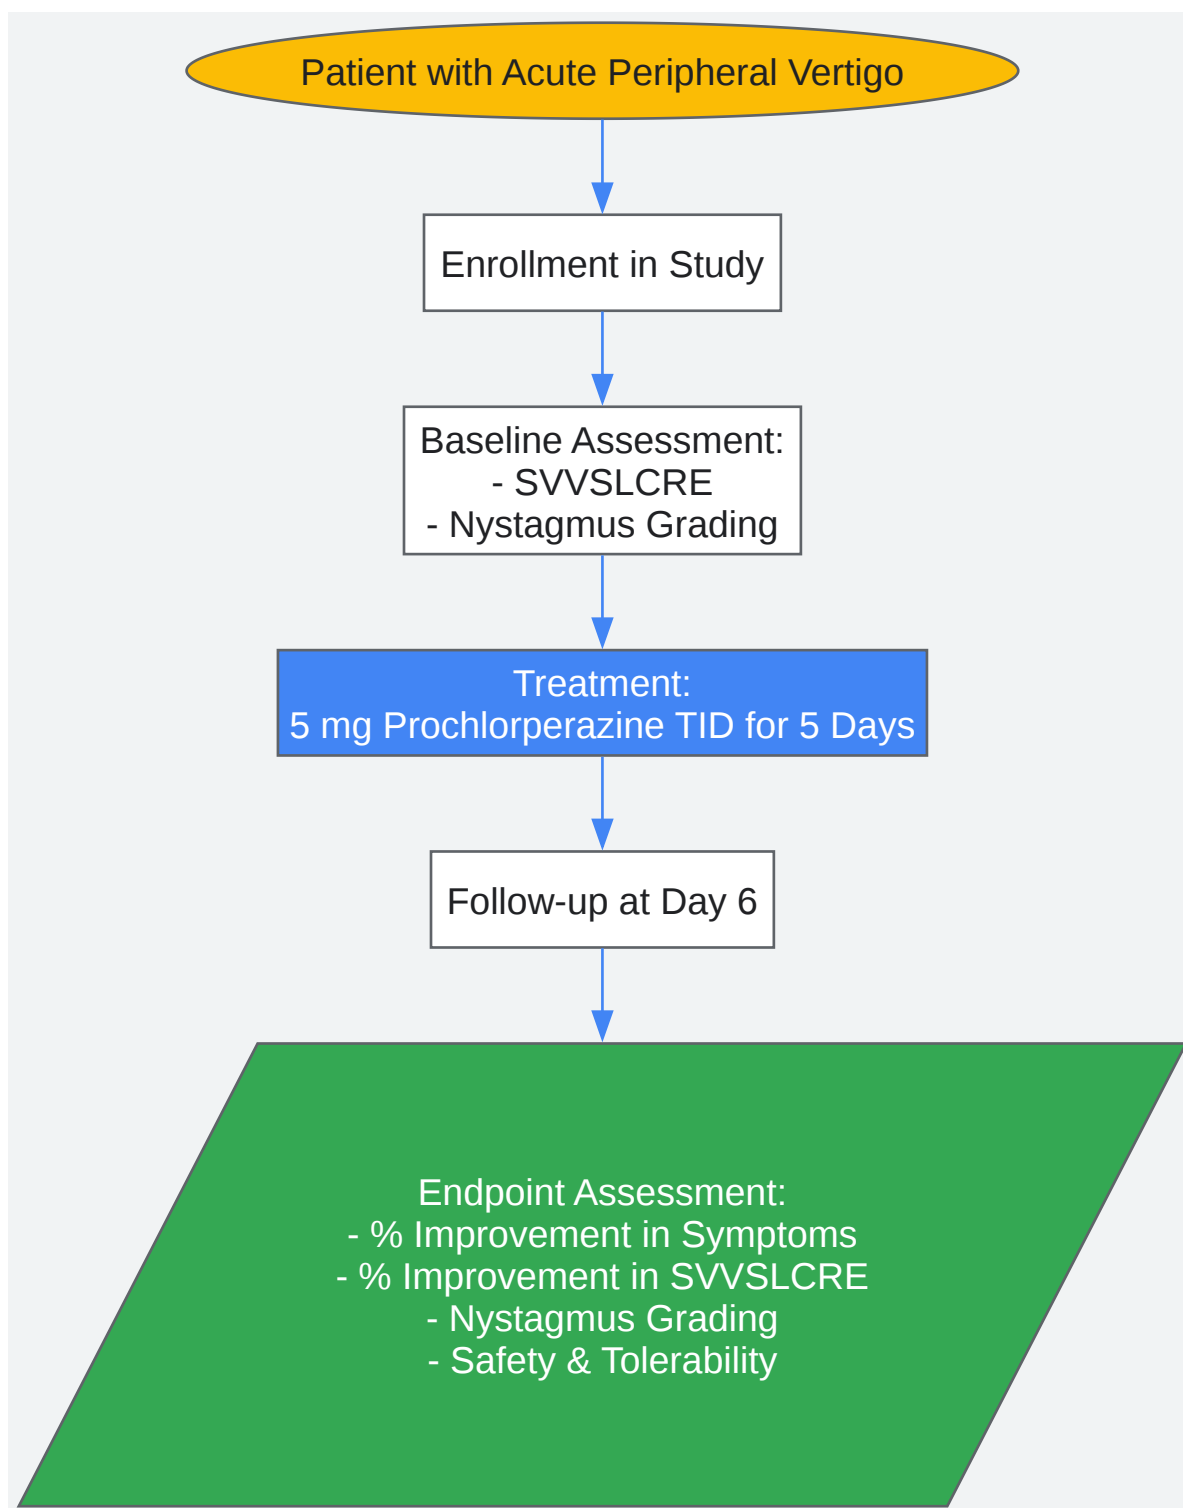 Patient with Acute Peripheral Vertigo
Enrollment in Study
Baseline Assessment:
- SVVSLCRE
- Nystagmus Grading
Treatment:
5 mg Prochlorperazine TID for 5 Days
Follow-up at Day 6
Endpoint Assessment:
- % Improvement in Symptoms
- % Improvement in SVVSLCRE
- Nystagmus Grading
- Safety & Tolerability